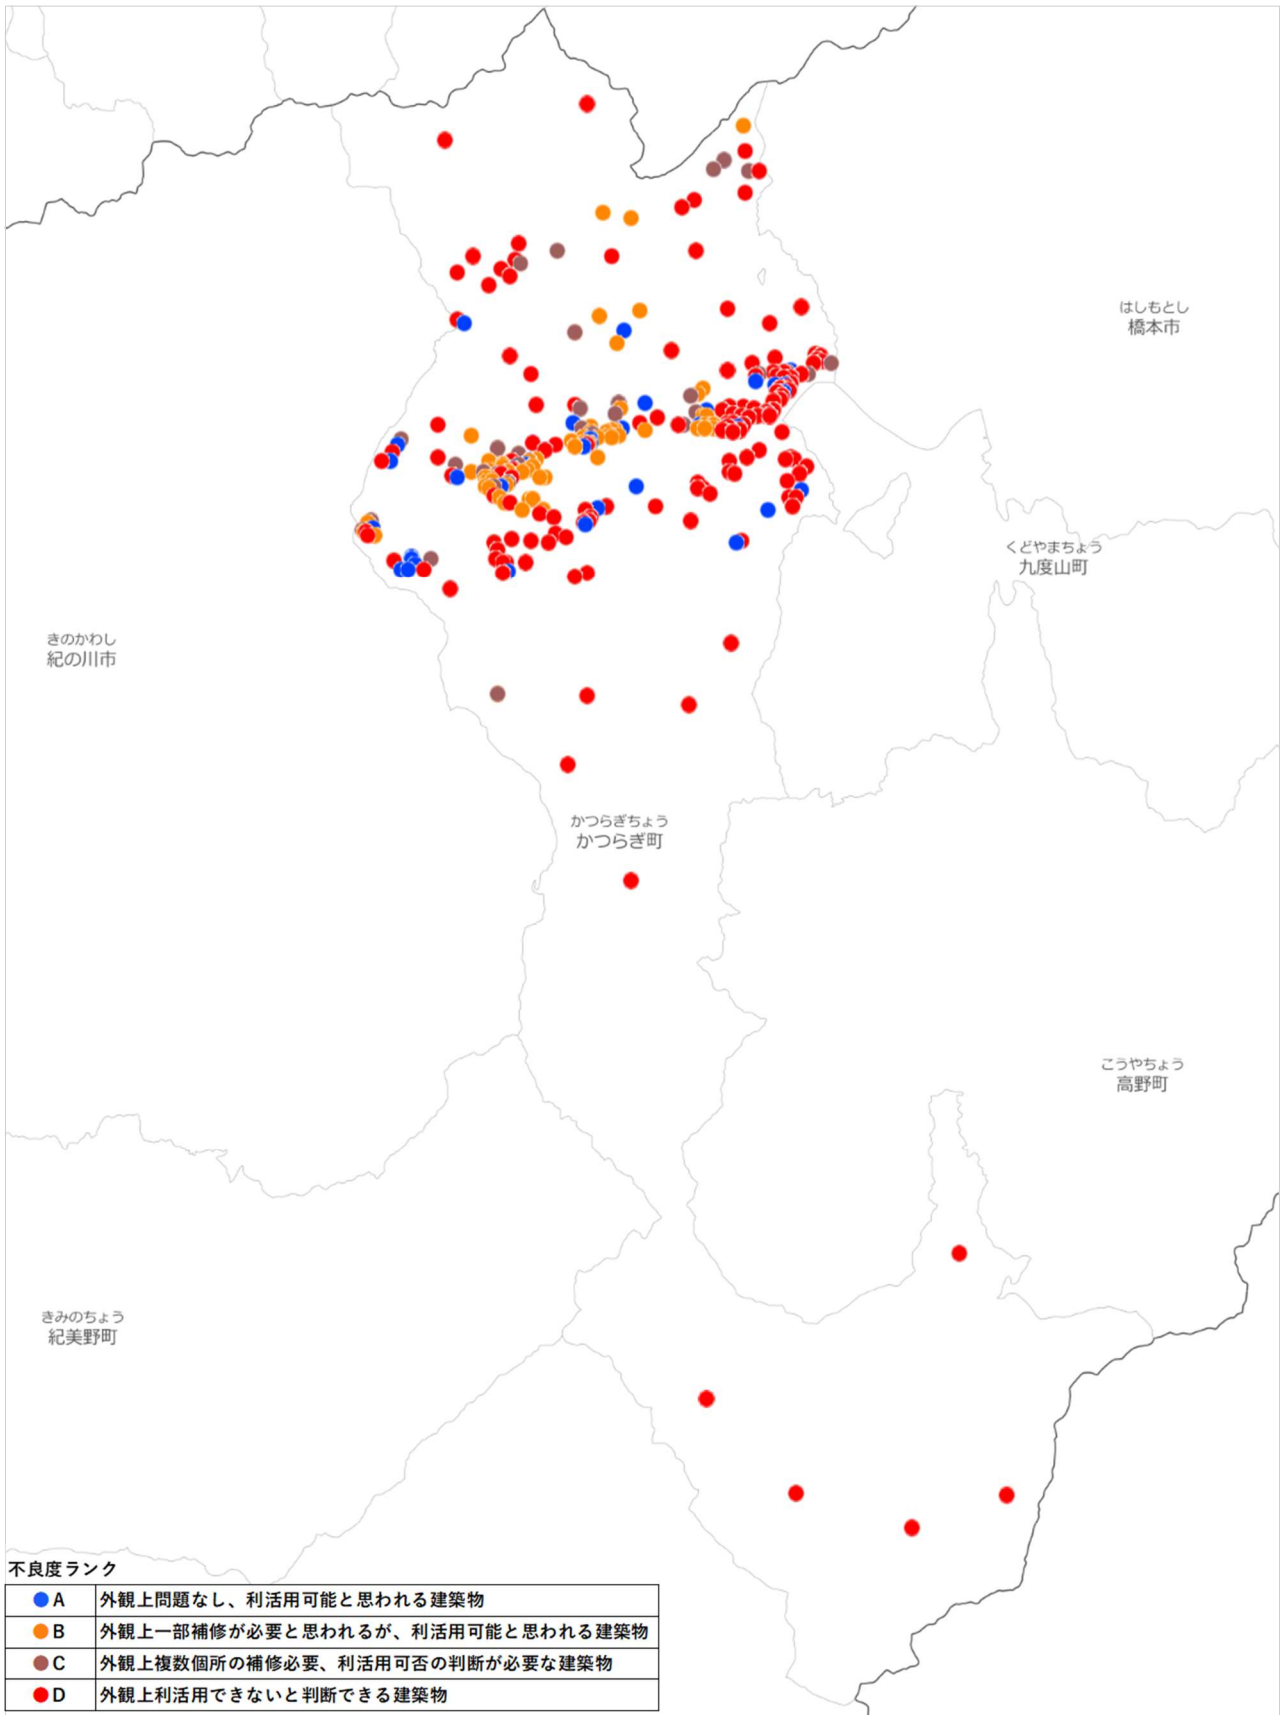 はしもとし
橋本市
くどやまちょう
九度山町
きのかわし
紀の川市
かつらぎちょう
かつらぎ町
こうやちょう
高野町
きみのちょう
紀美野町
不良度ランク
A 外観上問題なし、利活用可能と思われる建築物
B 外観上一部補修が必要と思われるが、利活用可能と思われる建築物
C 外観上複数個所の補修必要、利活用可否の判断が必要な建築物
D 外観上利活用できないと判断できる建築物